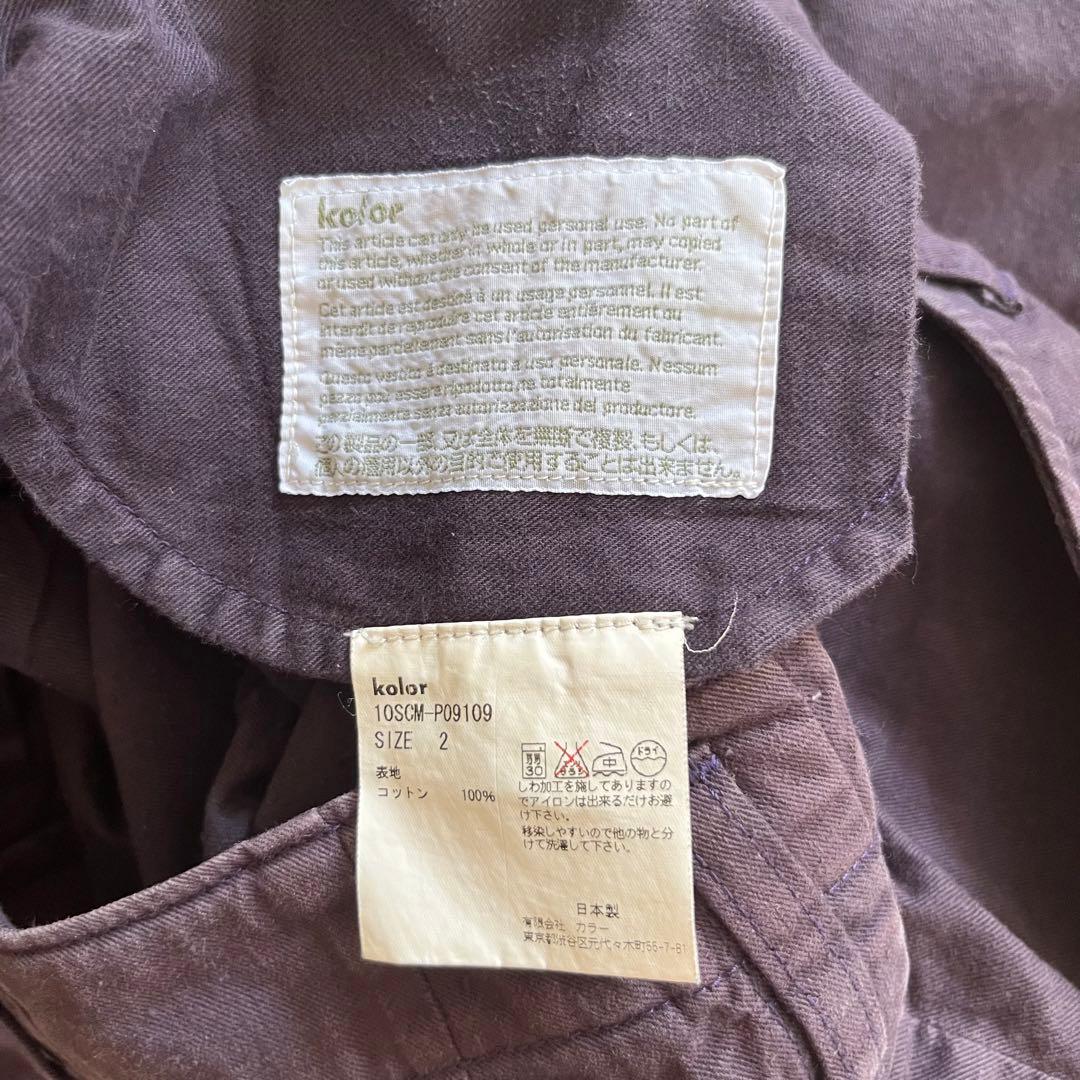 kolor
This article can only be used personal use. No part of
this article, whether in whole or in part, may copied
or used without the consent of the manufacturer.
Cet article est destiné à un usage personnel. Il est
interdit de reproduire cet article entièrement ou
même partiellement sans l'autorisation du fabricant.
Questo è destinato a uso personale. Nessum
può essere riprodotto ne totalmente
parzialmente senza autorizzazione del produttore.
この製品の一部、又は全体を無断で複製、もしくは、
個人の適用以外の目的で使用することは出来ません。
kolor
10SCM-P09109
SIZE 2
表地
コットン 100%
弱
30
ドライ
しわ加工を施してありますの
でアイロンは出来るだけお避
け下さい。
移染しやすいので他の物と分
けて洗濯して下さい。
日本製
有限会社 カラー
東京都渋谷区元代々木町56-7-B1